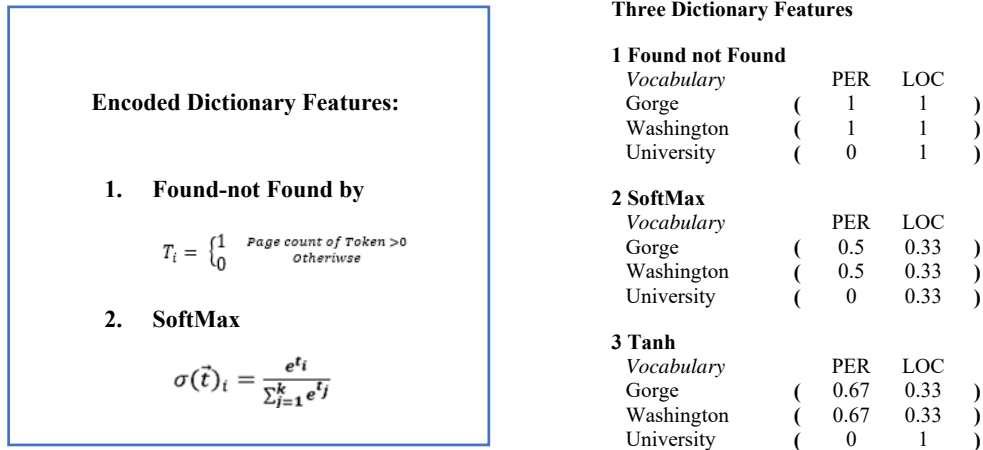 Encoded Dictionary Features:
1. Found-not Found by
T_i = {1 Page count of Token >0
0 Otheriwse
2. SoftMax
σ(t⃗)_i = e^{t_i} / Σ_{j=1}^{k} e^{t_j}
Three Dictionary Features
1 Found not Found
Vocabulary PER LOC
Gorge ( 1 1 )
Washington ( 1 1 )
University ( 0 1 )
2 SoftMax
Vocabulary PER LOC
Gorge ( 0.5 0.33 )
Washington ( 0.5 0.33 )
University ( 0 0.33 )
3 Tanh
Vocabulary PER LOC
Gorge ( 0.67 0.33 )
Washington ( 0.67 0.33 )
University ( 0 1 )